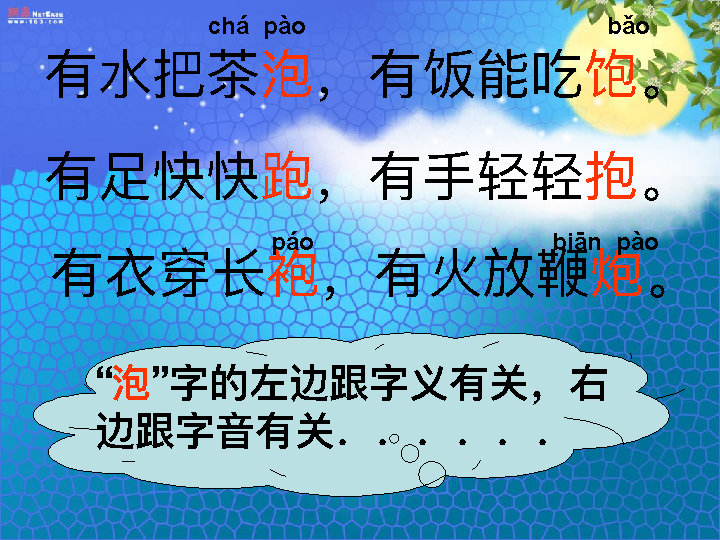 网易 NETEASE
www.163.com
chá pào bǎo
有水把茶泡，有饭能吃饱。
有足快快跑，有手轻轻抱。
páo biān pào
有衣穿长袍，有火放鞭炮。
“泡”字的左边跟字义有关，右
边跟字音有关．．．．．．